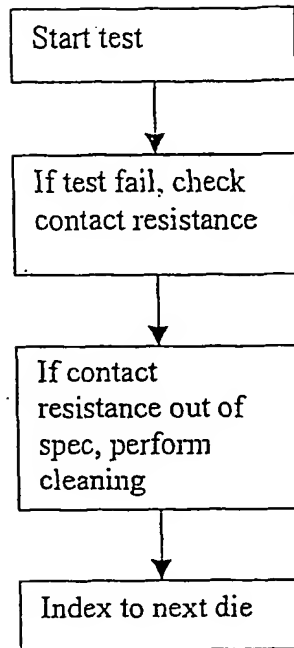 Start test
If test fail, check
contact resistance
If contact
resistance out of
spec, perform
cleaning
Index to next die